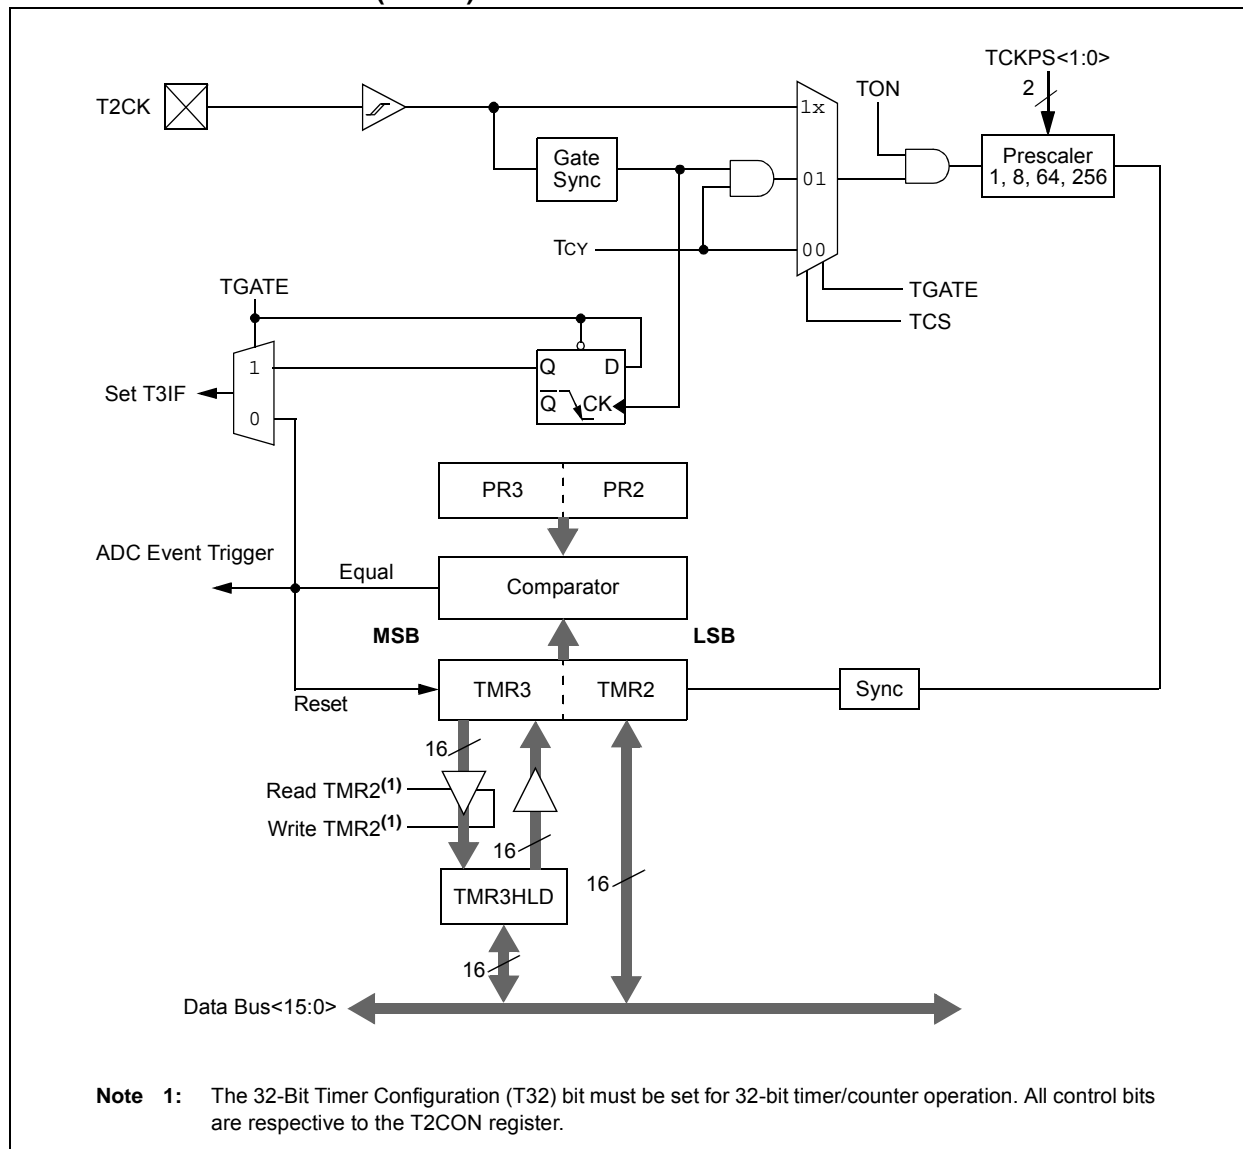 TCKPS<1:0>
2
T2CK
TON
1x
Gate
Sync
Prescaler
1, 8, 64, 256
01
TCY
00
TGATE
TGATE
TCS
1
Q
D
Set T3IF
Q
CK
0
PR3
PR2
ADC Event Trigger
Equal
Comparator
MSB
LSB
TMR3
TMR2
Sync
Reset
16
Read TMR2(1)
Write TMR2(1)
16
16
TMR3HLD
16
Data Bus<15:0>
Note 1: The 32-Bit Timer Configuration (T32) bit must be set for 32-bit timer/counter operation. All control bits
are respective to the T2CON register.